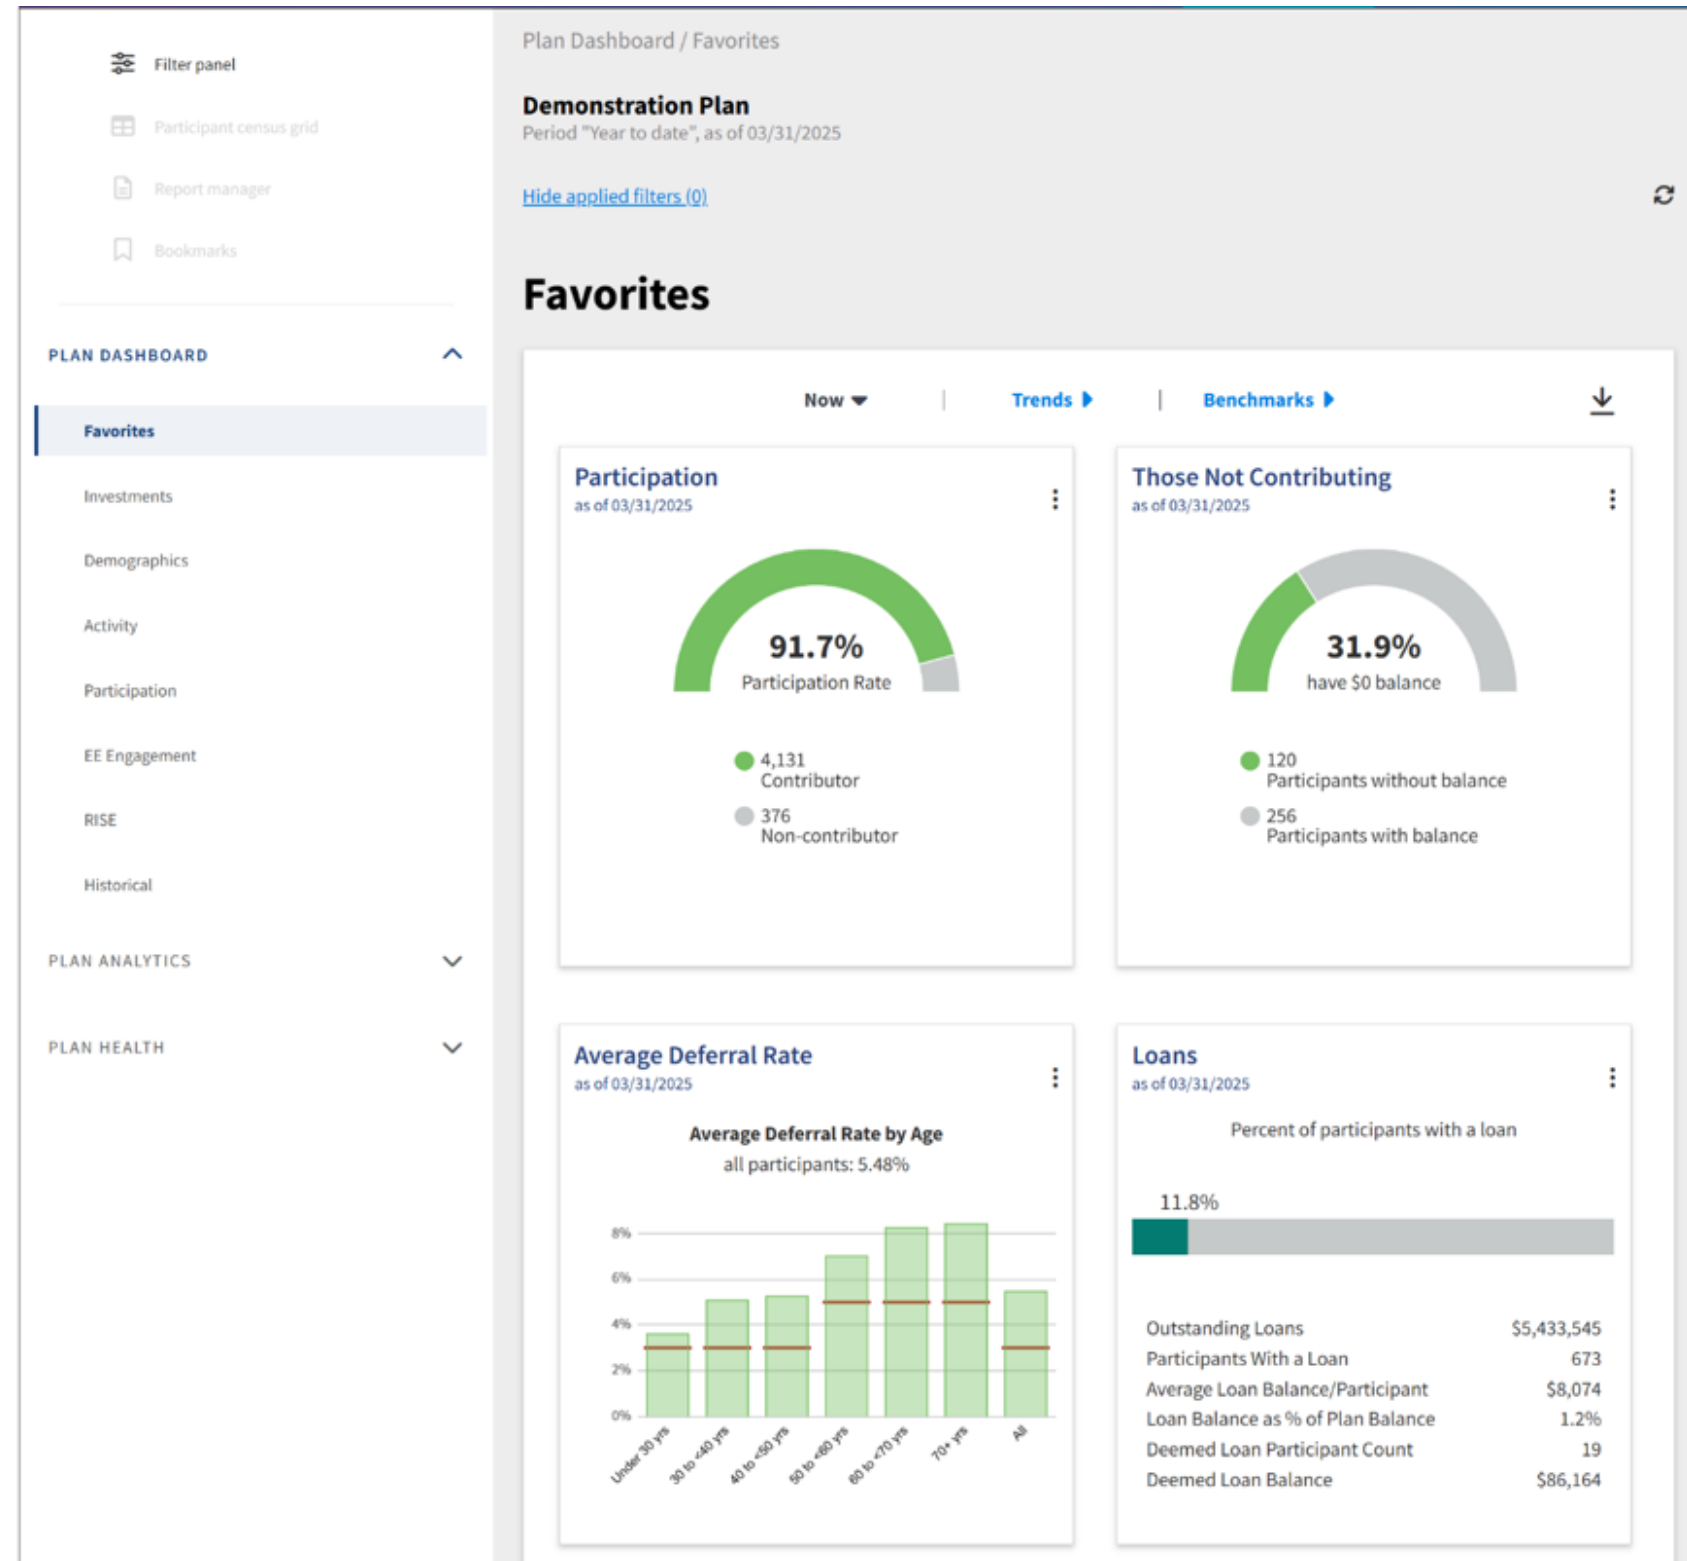 Filter panel
Participant census grid
Report manager
Bookmarks
PLAN DASHBOARD
Favorites
Investments
Demographics
Activity
Participation
EE Engagement
RISE
Historical
PLAN ANALYTICS
PLAN HEALTH
Plan Dashboard / Favorites
Demonstration Plan
Period "Year to date", as of 03/31/2025
Hide applied filters (0)
Favorites
Now
Trends
Benchmarks
Participation
as of 03/31/2025
91.7%
Participation Rate
4,131
Contributor
376
Non-contributor
Those Not Contributing
as of 03/31/2025
31.9%
have $0 balance
120
Participants without balance
256
Participants with balance
Average Deferral Rate
as of 03/31/2025
Average Deferral Rate by Age
all participants: 5.48%
8%
6%
4%
2%
0%
Under 30 yrs
30 to <40 yrs
40 to <50 yrs
50 to <60 yrs
60 to <70 yrs
70+ yrs
All
Loans
as of 03/31/2025
Percent of participants with a loan
11.8%
Outstanding Loans $5,433,545
Participants With a Loan 673
Average Loan Balance/Participant $8,074
Loan Balance as % of Plan Balance 1.2%
Deemed Loan Participant Count 19
Deemed Loan Balance $86,164